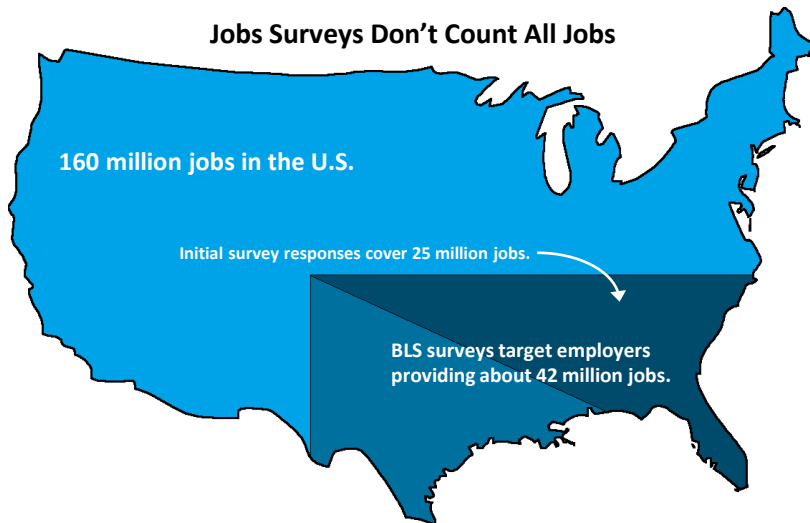 Jobs Surveys Don’t Count All Jobs
160 million jobs in the U.S.
Initial survey responses cover 25 million jobs.
BLS surveys target employers
providing about 42 million jobs.